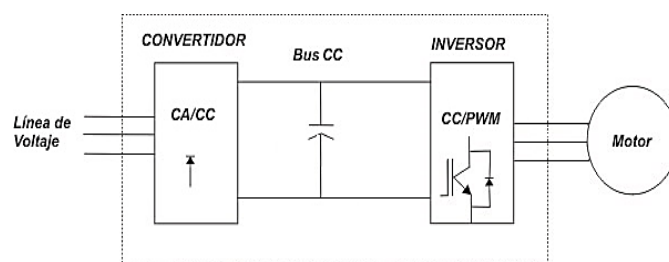 CONVERTIDOR
Bus CC
INVERSOR
CA/CC
CC/PWM
Línea de
Voltaje
Motor